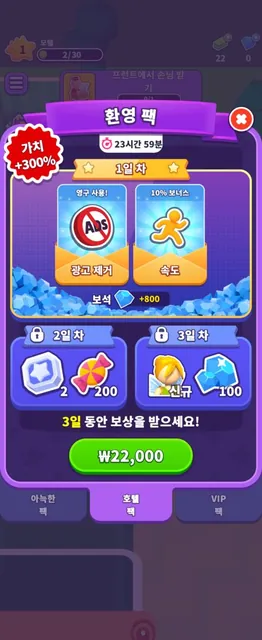 1
호텔
2/30
22
0
프런트에서 손님 맞
기
환영 팩
23시간 59분
가치
+300%
1일 차
영구 사용!
ADS
광고 제거
10% 보너스
속도
보석 +800
2일 차
2
200
3일 차
신규
100
3일 동안 보상을 받으세요!
₩22,000
아늑한
팩
호텔
팩
VIP
팩